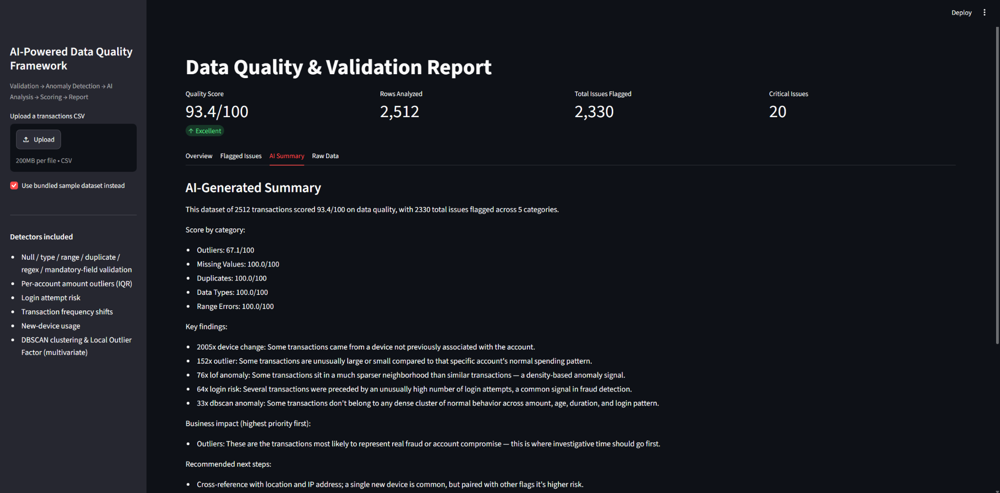 Deploy
AI-Powered Data Quality
Framework
Validation → Anomaly Detection → AI
Analysis → Scoring → Report
Upload a transactions CSV
Upload
200MB per file • CSV
Use bundled sample dataset instead
Detectors included
• Null / type / range / duplicate /
regex / mandatory-field validation
• Per-account amount outliers (IQR)
• Login attempt risk
• Transaction frequency shifts
• New-device usage
• DBSCAN clustering & Local Outlier
Factor (multivariate)
Data Quality & Validation Report
Quality Score
93.4/100
↑ Excellent
Rows Analyzed
2,512
Total Issues Flagged
2,330
Critical Issues
20
Overview Flagged Issues AI Summary Raw Data
AI-Generated Summary
This dataset of 2512 transactions scored 93.4/100 on data quality, with 2330 total issues flagged across 5 categories.
Score by category:
• Outliers: 67.1/100
• Missing Values: 100.0/100
• Duplicates: 100.0/100
• Data Types: 100.0/100
• Range Errors: 100.0/100
Key findings:
• 2005x device change: Some transactions came from a device not previously associated with the account.
• 152x outlier: Some transactions are unusually large or small compared to that specific account's normal spending pattern.
• 76x lof anomaly: Some transactions sit in a much sparser neighborhood than similar transactions — a density-based anomaly signal.
• 64x login risk: Several transactions were preceded by an unusually high number of login attempts, a common signal in fraud detection.
• 33x dbscan anomaly: Some transactions don't belong to any dense cluster of normal behavior across amount, age, duration, and login pattern.
Business impact (highest priority first):
• Outliers: These are the transactions most likely to represent real fraud or account compromise — this is where investigative time should go first.
Recommended next steps:
• Cross-reference with location and IP address; a single new device is common, but paired with other flags it's higher risk.